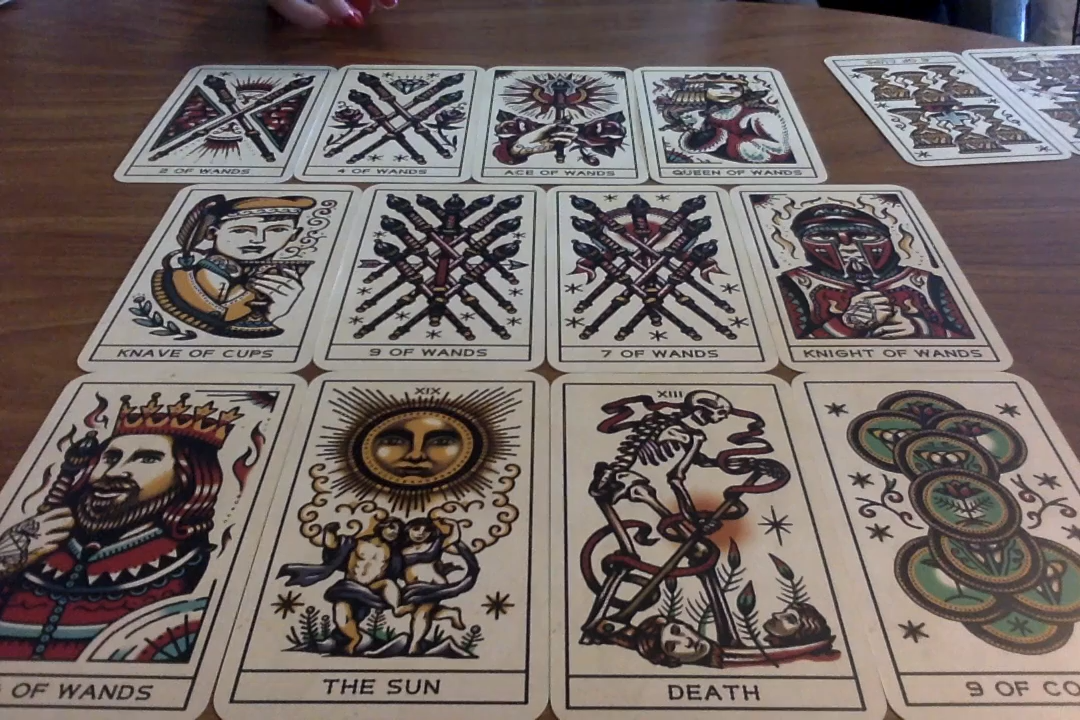 2 OF WANDS
4 OF WANDS
ACE OF WANDS
QUEEN OF WANDS
KNAVE OF CUPS
9 OF WANDS
7 OF WANDS
KNIGHT OF WANDS
OF WANDS
XIX
THE SUN
XIII
DEATH
9 OF CO